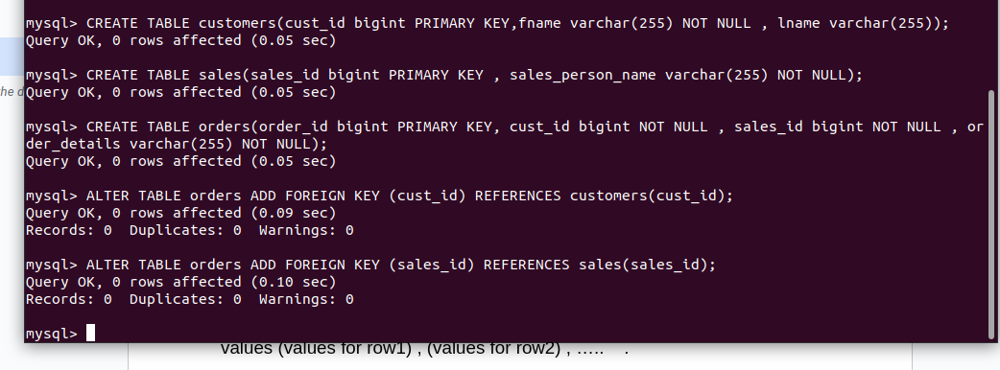 mysql> CREATE TABLE customers(cust_id bigint PRIMARY KEY,fname varchar(255) NOT NULL , lname varchar(255));
Query OK, 0 rows affected (0.05 sec)
mysql> CREATE TABLE sales(sales_id bigint PRIMARY KEY , sales_person_name varchar(255) NOT NULL);
Query OK, 0 rows affected (0.05 sec)
the d
mysql> CREATE TABLE orders(order_id bigint PRIMARY KEY, cust_id bigint NOT NULL , sales_id bigint NOT NULL , or
der_details varchar(255) NOT NULL);
Query OK, 0 rows affected (0.05 sec)
mysql> ALTER TABLE orders ADD FOREIGN KEY (cust_id) REFERENCES customers(cust_id);
Query OK, 0 rows affected (0.09 sec)
Records: 0  Duplicates: 0  Warnings: 0
mysql> ALTER TABLE orders ADD FOREIGN KEY (sales_id) REFERENCES sales(sales_id);
Query OK, 0 rows affected (0.10 sec)
Records: 0  Duplicates: 0  Warnings: 0
mysql>
values (values for row1) , (values for row2) , ….. .